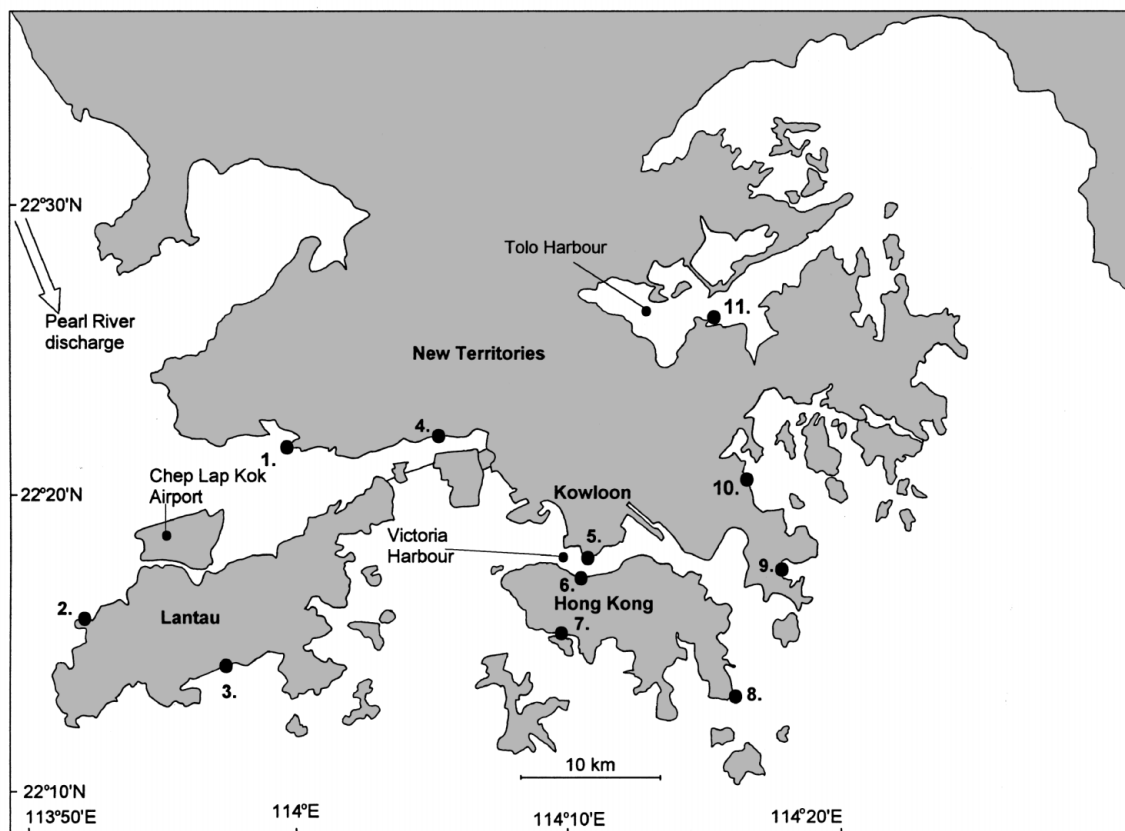 22°30'N
Tolo Harbour
11.
Pearl River
discharge
New Territories
4.
1.
Chep Lap Kok
Airport
22°20'N
10.
Kowloon
Victoria
Harbour
5.
9.
6.
2.
Lantau
Hong Kong
7.
3.
8.
10 km
22°10'N
113°50'E
114°E
114°10'E
114°20'E